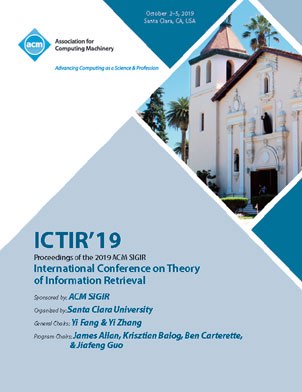 October 2–5, 2019
Santa Clara, CA, USA
acm
Association for
Computing Machinery
Advancing Computing as a Science & Profession
ICTIR'19
Proceedings of the 2019 ACM SIGIR
International Conference on Theory
of Information Retrieval
Sponsored by: ACM SIGIR
Organized by: Santa Clara University
General Chairs: Yi Fang & Yi Zhang
Program Chairs: James Allan, Krisztian Balog, Ben Carterette,
& Jiafeng Guo